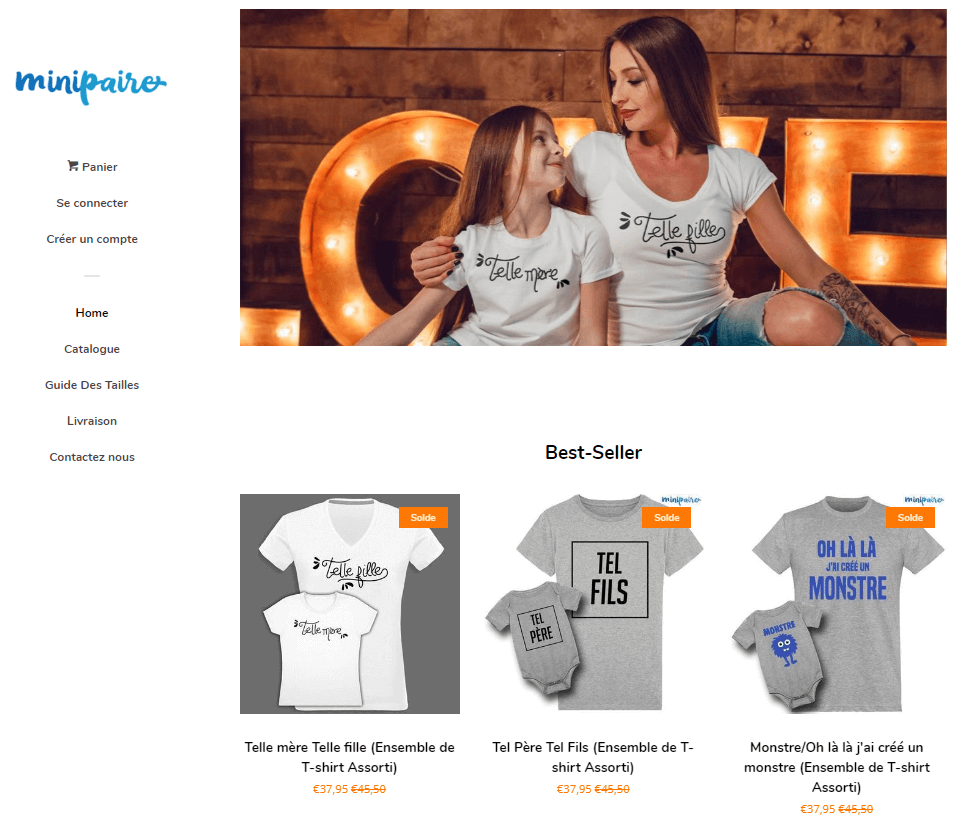 minipaire
Panier
Se connecter
Créer un compte
Home
Catalogue
Guide Des Tailles
Livraison
Contactez nous
Telle mère
Telle fille
Best-Seller
Solde
Telle fille
Telle mère
minipaire
Solde
TEL
FILS
TEL
PÈRE
minipaire
Solde
OH LÀ LÀ
J'AI CRÉÉ UN
MONSTRE
MONSTRE
Telle mère Telle fille (Ensemble de
T-shirt Assorti)
€37,95 €45,50
Tel Père Tel Fils (Ensemble de T-
shirt Assorti)
€37,95 €45,50
Monstre/Oh là là j'ai créé un
monstre (Ensemble de T-shirt
Assorti)
€37,95 €45,50